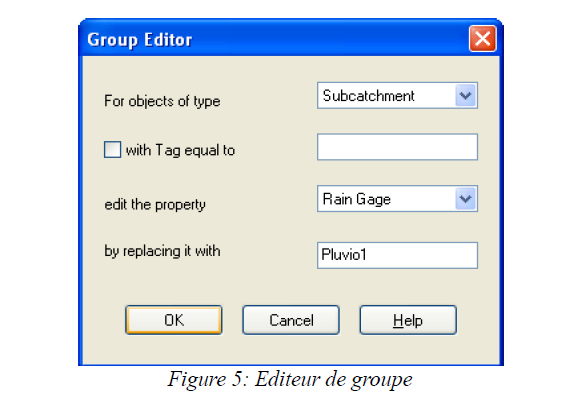 Group Editor
For objects of type Subcatchment
with Tag equal to
edit the property Rain Gage
by replacing it with Pluvio1
OK Cancel Help
Figure 5: Editeur de groupe